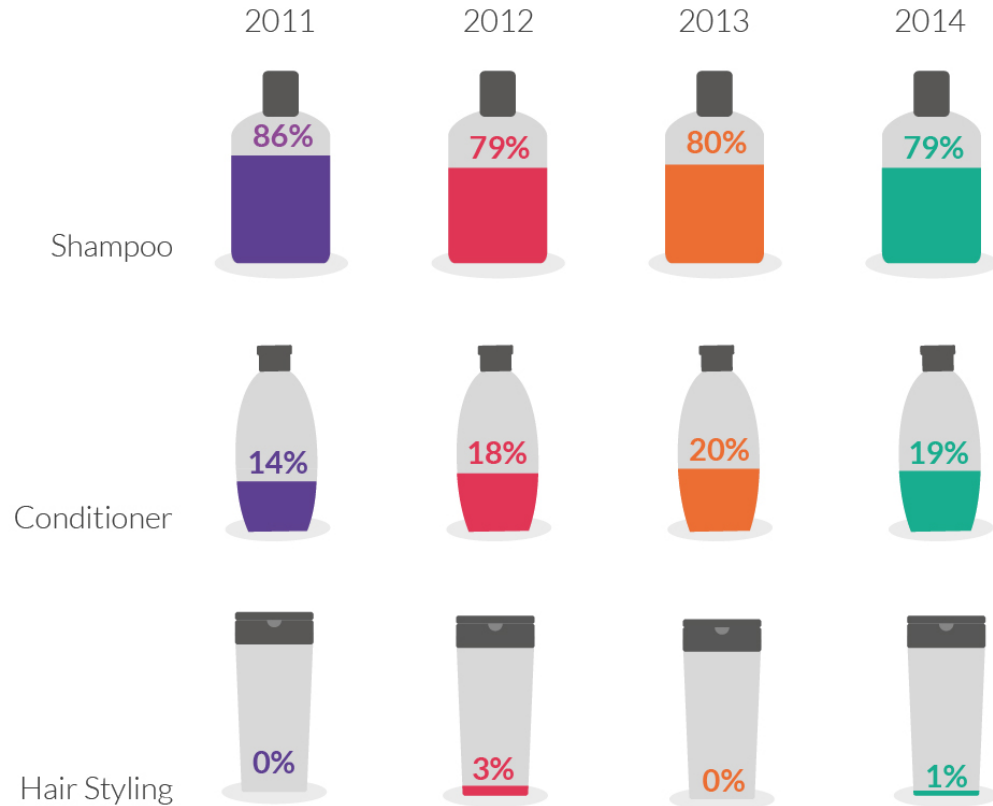 2011 2012 2013 2014
86% 79% 80% 79%
Shampoo
14% 18% 20% 19%
Conditioner
0% 3% 0% 1%
Hair Styling